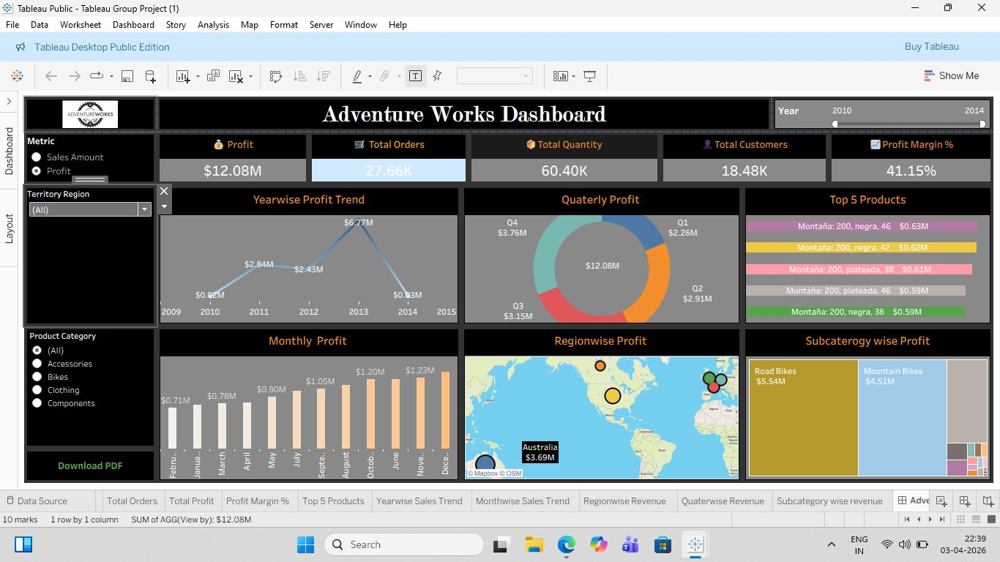 Tableau Public - Tableau Group Project (1)
File Data Worksheet Dashboard Story Analysis Map Format Server Window Help
Tableau Desktop Public Edition
Buy Tableau
Show Me
Dashboard
Layout
ADVENTUREWORKS
Adventure Works Dashboard
Year
2010 2014
Metric
Sales Amount
Profit
Profit
$12.08M
Total Orders
27.66K
Total Quantity
60.40K
Total Customers
18.48K
Profit Margin %
41.15%
Territory Region
(All)
Yearwise Profit Trend
$0.02M
$2.84M
$2.43M
$6.77M
$0.03M
2009 2010 2011 2012 2013 2014 2015
Quaterly Profit
Q4
$3.76M
Q1
$2.26M
$12.08M
Q2
$2.91M
Q3
$3.15M
Top 5 Products
Montaña: 200, negra, 46 $0.63M
Montaña: 200, negra, 42 $0.62M
Montaña: 200, plateada, 38 $0.61M
Montaña: 200, plateada, 46 $0.59M
Montaña: 200, negra, 38 $0.59M
Product Category
(All)
Accessories
Bikes
Clothing
Components
Download PDF
Monthly Profit
$0.71M
$0.78M
$0.90M
$1.05M
$1.20M
$1.23M
Febru..
Janua..
March
April
May
July
Septe..
August
Octob..
June
Nove..
Dece..
Regionwise Profit
Australia
$3.69M
© Mapbox © OSM
Subcaterogy wise Profit
Road Bikes
$5.54M
Mountain Bikes
$4.51M
Data Source Total Orders Total Profit Profit Margin % Top 5 Products Yearwise Sales Trend Monthwise Sales Trend Regionwise Revenue Quaterwise Revenue Subcategory wise revenue Adve
10 marks 1 row by 1 column SUM of AGG(View by): $12.08M
Search
ENG
IN
22:39
03-04-2026